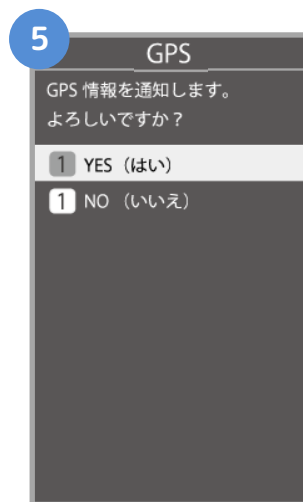 5
GPS
GPS 情報を通知します。
よろしいですか？
1 YES（はい）
1 NO （いいえ）